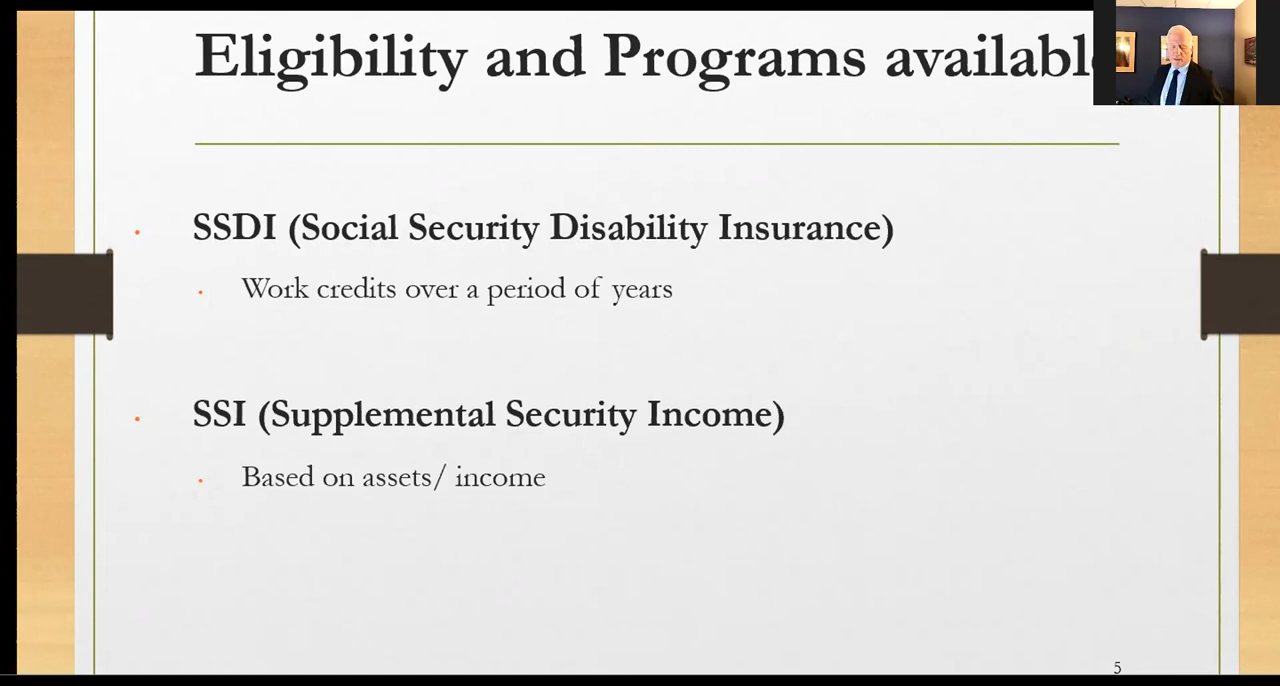 Eligibility and Programs available
SSDI (Social Security Disability Insurance)
Work credits over a period of years
SSI (Supplemental Security Income)
Based on assets/ income
5